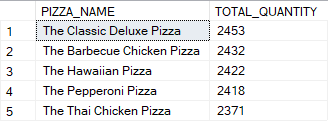 PIZZA_NAME TOTAL_QUANTITY
1 The Classic Deluxe Pizza 2453
2 The Barbecue Chicken Pizza 2432
3 The Hawaiian Pizza 2422
4 The Pepperoni Pizza 2418
5 The Thai Chicken Pizza 2371